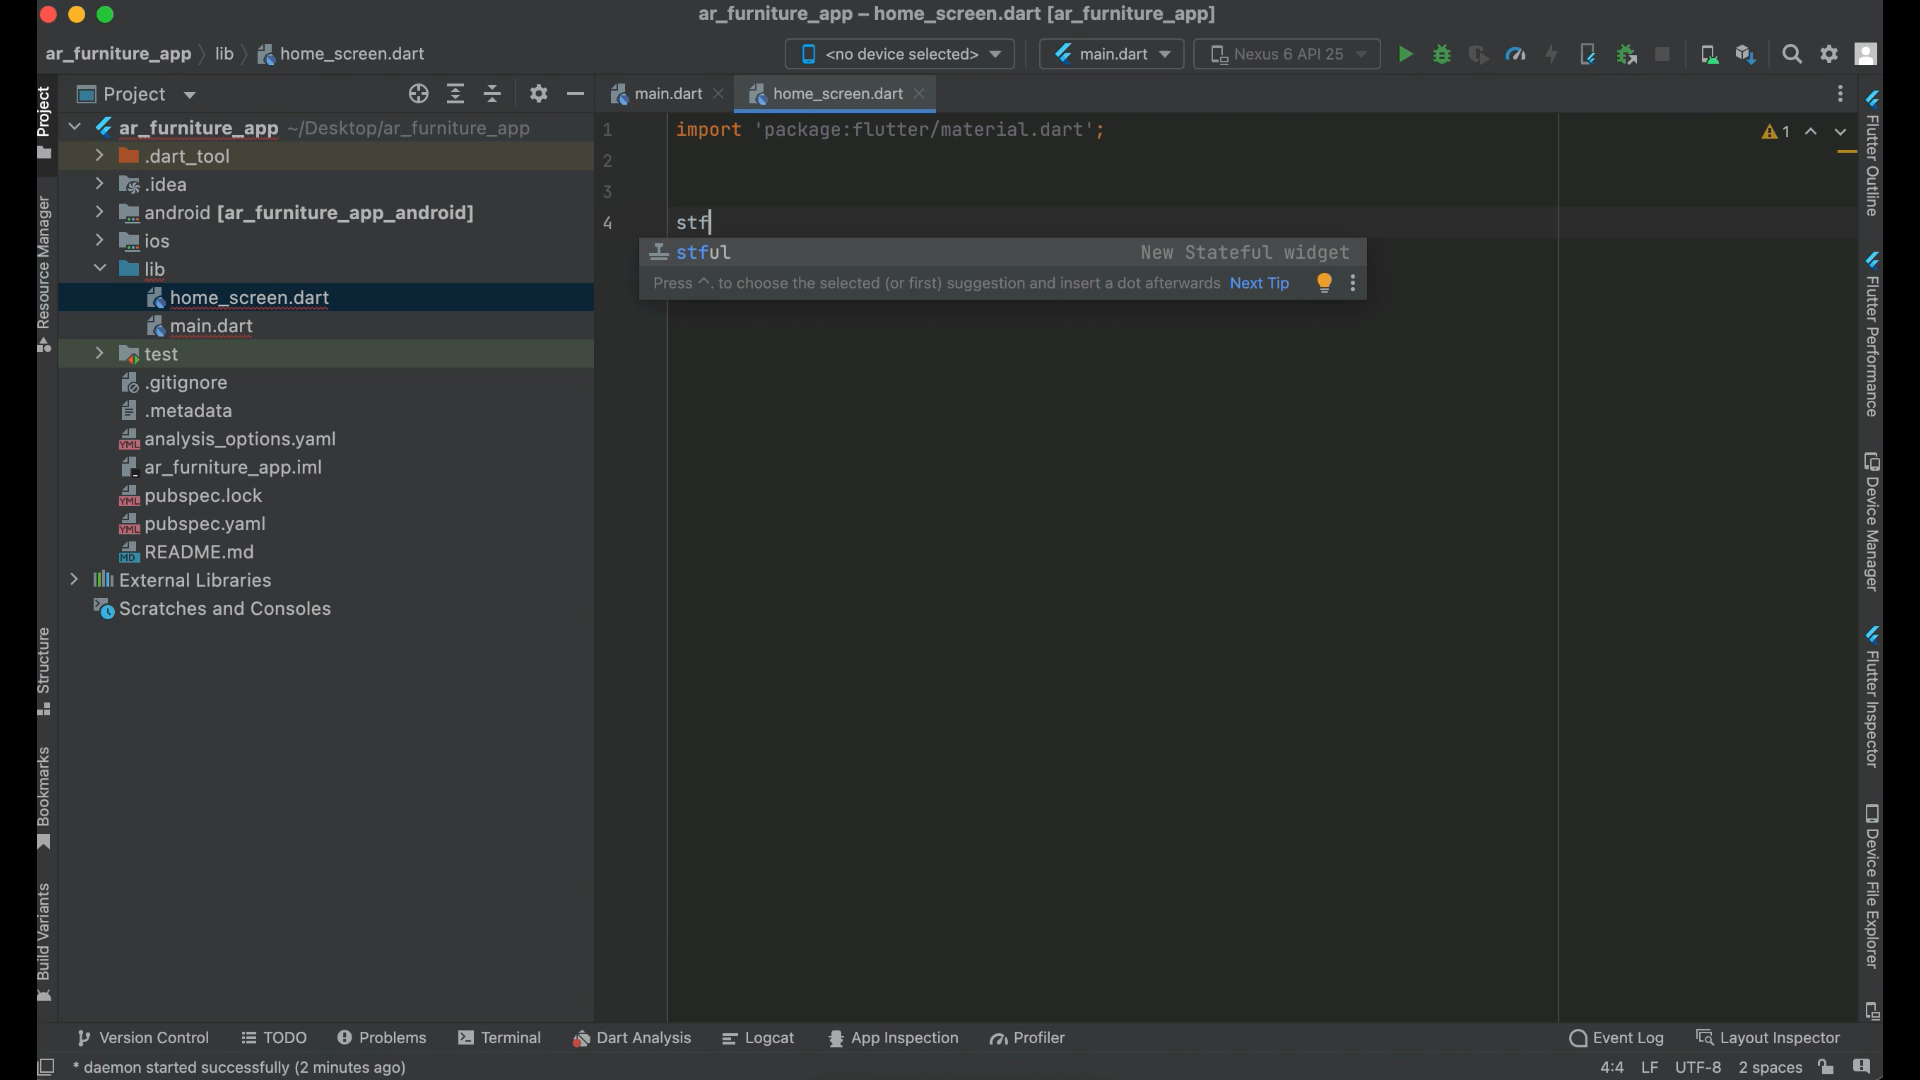 ar_furniture_app – home_screen.dart [ar_furniture_app]
ar_furniture_app lib home_screen.dart
<no device selected> main.dart Nexus 6 API 25
Project
main.dart home_screen.dart
ar_furniture_app ~/Desktop/ar_furniture_app
.dart_tool
.idea
android [ar_furniture_app_android]
ios
lib
home_screen.dart
main.dart
test
.gitignore
.metadata
analysis_options.yaml
ar_furniture_app.iml
pubspec.lock
pubspec.yaml
README.md
External Libraries
Scratches and Consoles
1 import 'package:flutter/material.dart';
2
3
4 stf
1
stful New Stateful widget
Press ^. to choose the selected (or first) suggestion and insert a dot afterwards Next Tip
Project
Resource Manager
Structure
Bookmarks
Build Variants
Flutter Outline
Flutter Performance
Device Manager
Flutter Inspector
Device File Explorer
Version Control TODO Problems Terminal Dart Analysis Logcat App Inspection Profiler Event Log Layout Inspector
* daemon started successfully (2 minutes ago) 4:4 LF UTF-8 2 spaces